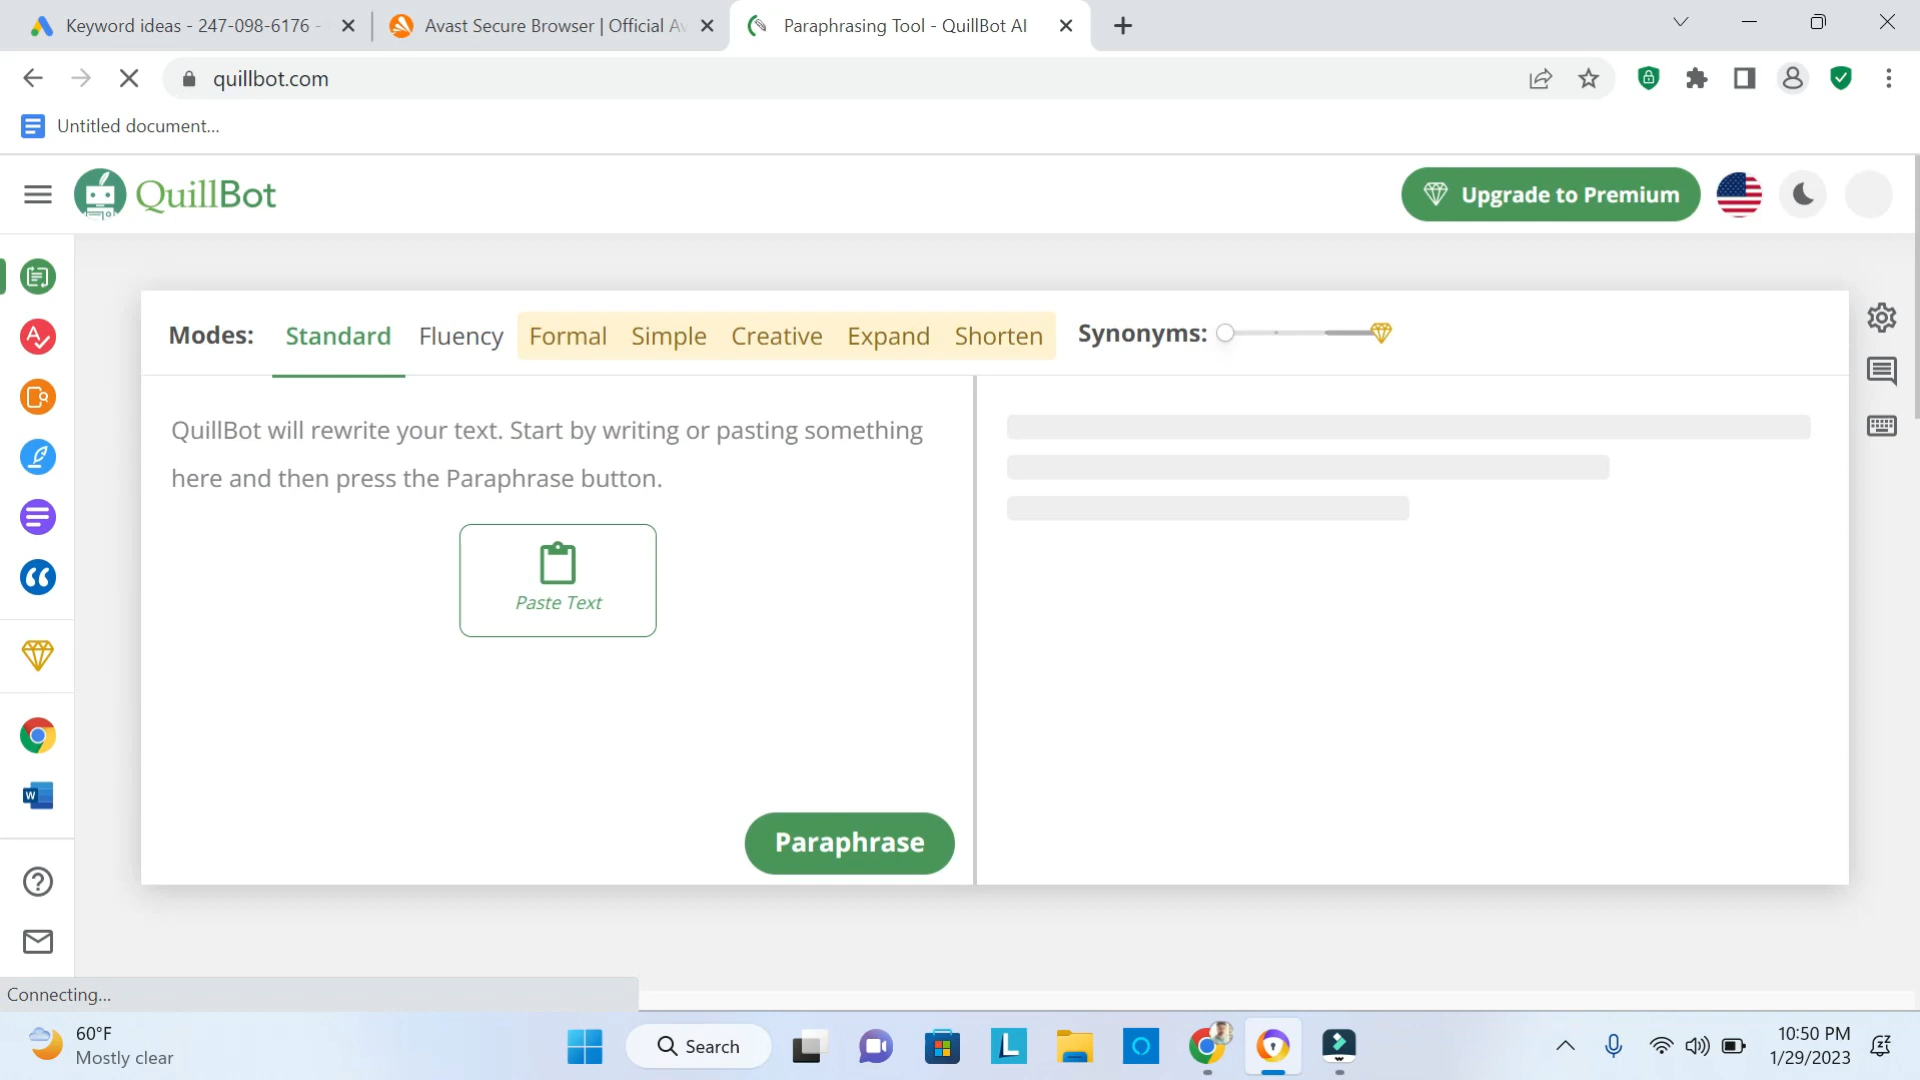 Keyword ideas - 247-098-6176 -
Avast Secure Browser | Official Av
Paraphrasing Tool - QuillBot AI
quillbot.com
Untitled document...
QuillBot
Upgrade to Premium
Modes:
Standard
Fluency
Formal
Simple
Creative
Expand
Shorten
Synonyms:
QuillBot will rewrite your text. Start by writing or pasting something
here and then press the Paraphrase button.
Paste Text
Paraphrase
Connecting...
60°F
Mostly clear
Search
10:50 PM
1/29/2023